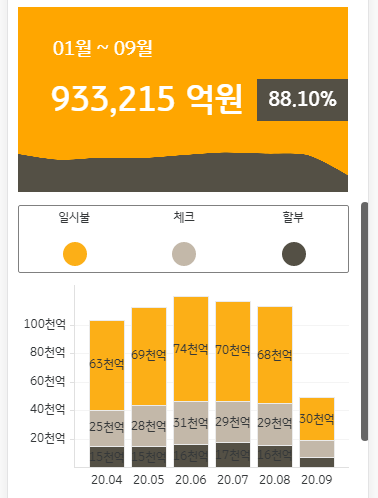 01월 ~ 09월
933,215 억원
88.10%
일시불 체크 할부
100천억
80천억
60천억
40천억
20천억
63천억 69천억 74천억 70천억 68천억 30천억
25천억 28천억 31천억 29천억 29천억
15천억 15천억 16천억 17천억 16천억
20.04 20.05 20.06 20.07 20.08 20.09